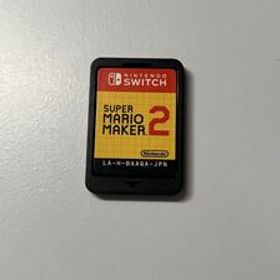 NINTENDO
SWITCH
SUPER
MARIO
MAKER 2
Nintendo
LA-H-BAAQA-JPN